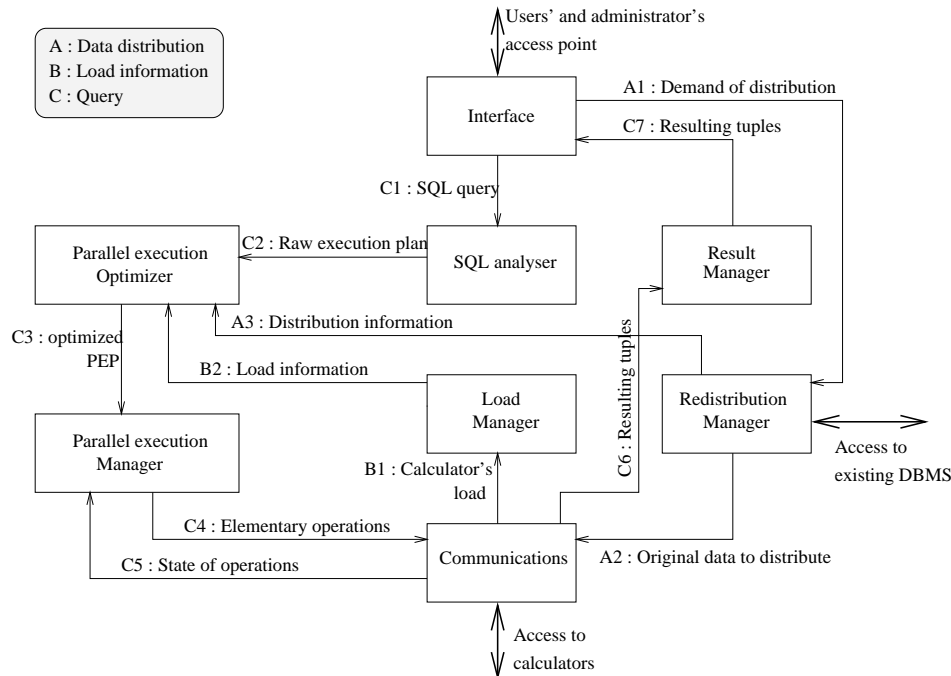 Users' and administrator's
access point
A : Data distribution
B : Load information
C : Query
A1 : Demand of distribution
Interface
C7 : Resulting tuples
C1 : SQL query
C2 : Raw execution plan
Parallel execution
Optimizer
SQL analyser
Result
Manager
A3 : Distribution information
C3 : optimized
PEP
B2 : Load information
C6 : Resulting tuples
Load
Manager
Redistribution
Manager
Parallel execution
Manager
Access to
existing DBMS
B1 : Calculator's
load
C4 : Elementary operations
Communications
A2 : Original data to distribute
C5 : State of operations
Access to
calculators